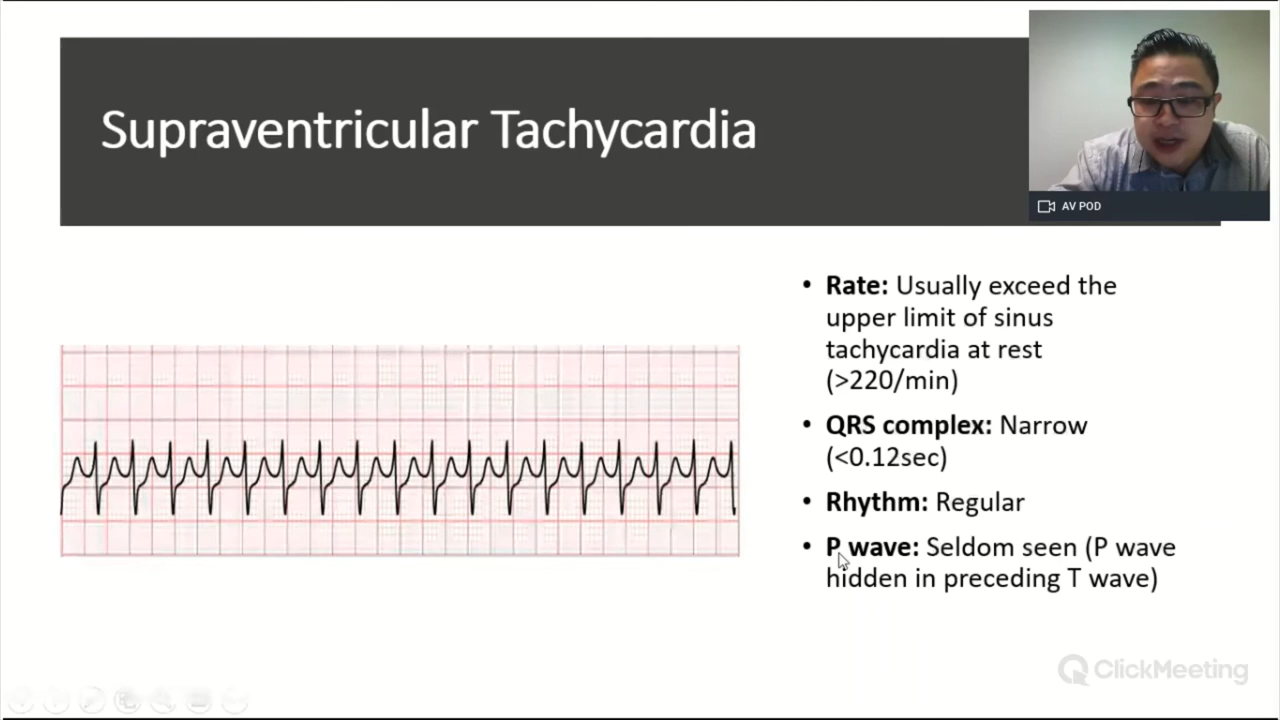 Supraventricular Tachycardia
AV POD
• Rate: Usually exceed the
upper limit of sinus
tachycardia at rest
(>220/min)
• QRS complex: Narrow
(<0.12sec)
• Rhythm: Regular
• P wave: Seldom seen (P wave
hidden in preceding T wave)
ClickMeeting